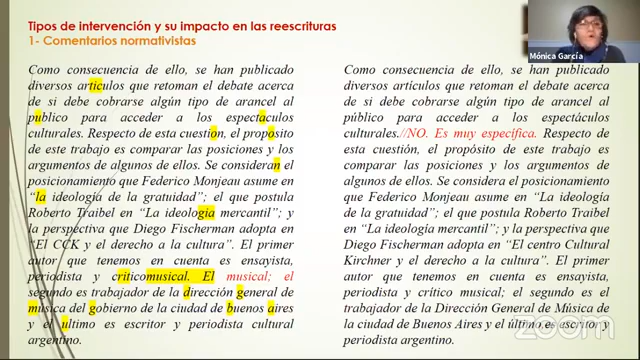 Tipos de intervención y su impacto en las reescrituras
1- Comentarios normativistas
Mónica García
Como consecuencia de ello, se han publicado
diversos articulos que retoman el debate acerca
de si debe cobrarse algún tipo de arancel al
publico para acceder a los espectaculos
culturales. Respecto de esta cuestion, el proposito
de este trabajo es comparar las posiciones y los
argumentos de algunos de ellos. Se consideran el
posicionamiento que Federico Monjeau asume en
“la ideología de la gratuidad”; el que postula
Roberto Traibel en “La ideologia mercantil”; y
la perspectiva que Diego Fischerman adopta en
“El CCK y el derecho a la cultura”. El primer
autor que tenemos en cuenta es ensayista,
periodista y criticomusical. El musical; el
segundo es trabajador de la dirección general de
música del gobierno de la ciudad de buenos aires
y el ultimo es escritor y periodista cultural
argentino.
Como consecuencia de ello, se han publicado
diversos artículos que retoman el debate acerca
de si debe cobrarse algún tipo de arancel al
público para acceder a los espectáculos
culturales.//NO. Es muy específica. Respecto de
esta cuestión, el propósito de este trabajo es
comparar las posiciones y los argumentos de
algunos de ellos. Se considera el posicionamiento
que Federico Monjeau asume en “La ideología
de la gratuidad”; el que postula Roberto Traibel
en “La ideología mercantil”; y la perspectiva
que Diego Fischerman adopta en “El centro Cultural
Kirchner y el derecho a la cultura”. El primer
autor que tenemos en cuenta es ensayista,
periodista y crítico musical; el segundo es el
trabajador de la Dirección General de Música de
la ciudad de Buenos Aires y el último es escritor y
periodista cultural argentino.
zoom